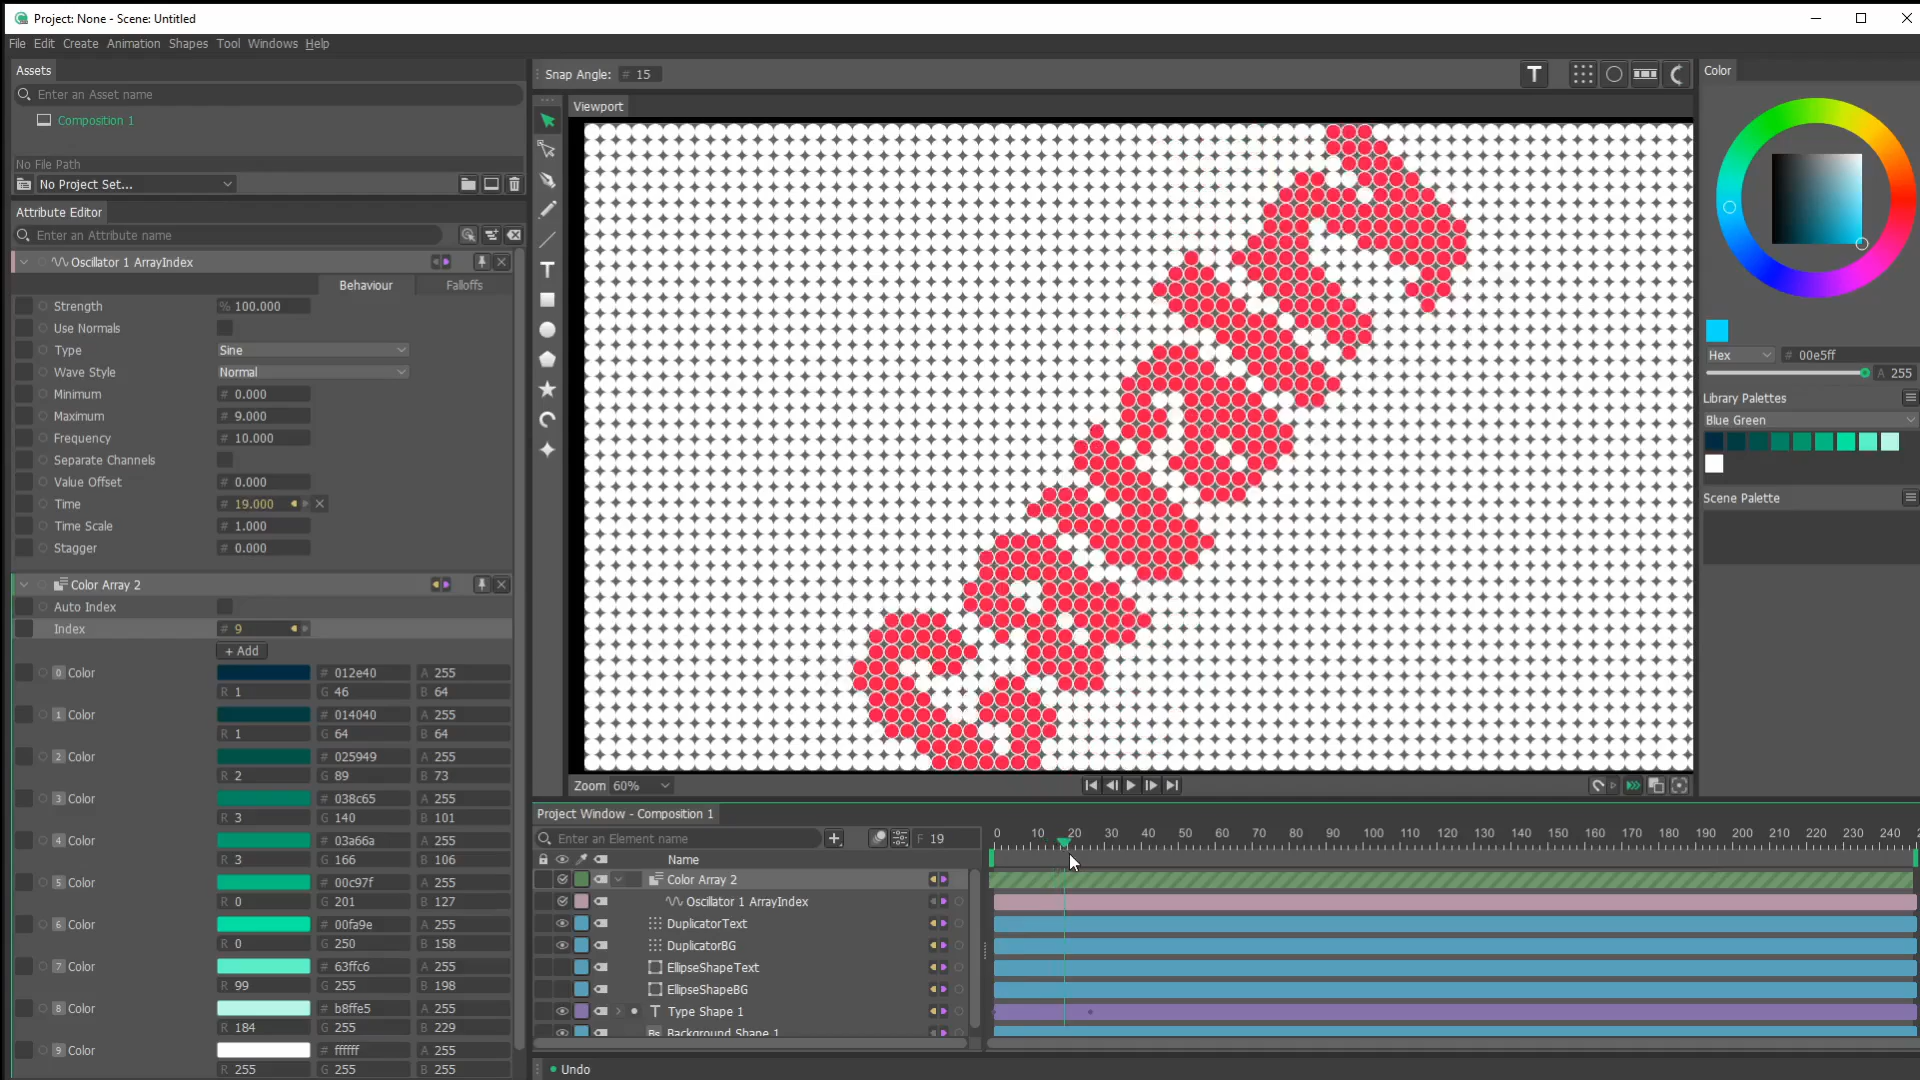 Project: None - Scene: Untitled
File Edit Create Animation Shapes Tool Windows Help
Assets
Enter an Asset name
Composition 1
No File Path
No Project Set...
Attribute Editor
Enter an Attribute name
Oscillator 1 ArrayIndex
Behaviour Falloffs
Strength % 100.000
Use Normals
Type Sine
Wave Style Normal
Minimum # 0.000
Maximum # 9.000
Frequency # 10.000
Separate Channels
Value Offset # 0.000
Time # 19.000
Time Scale # 1.000
Stagger # 0.000
Color Array 2
Auto Index
Index # 9
+ Add
0 Color # 012e40 A 255
R 1 G 46 B 64
1 Color # 014040 A 255
R 1 G 64 B 64
2 Color # 025949 A 255
R 2 G 89 B 73
3 Color # 038c65 A 255
R 3 G 140 B 101
4 Color # 03a66a A 255
R 3 G 166 B 106
5 Color # 00c97f A 255
R 0 G 201 B 127
6 Color # 00fa9e A 255
R 0 G 250 B 158
7 Color # 63ffc6 A 255
R 99 G 255 B 198
8 Color # b8ffe5 A 255
R 184 G 255 B 229
9 Color # ffffff A 255
R 255 G 255 B 255
Snap Angle: # 15
Viewport
Zoom 60%
Project Window - Composition 1
Enter an Element name
F 19
0 10 20 30 40 50 60 70 80 90 100 110 120 130 140 150 160 170 180 190 200 210 220 230 240
Name
Color Array 2
Oscillator 1 ArrayIndex
DuplicatorText
DuplicatorBG
EllipseShapeText
EllipseShapeBG
Type Shape 1
Background Shape 1
Undo
Color
Hex # 00e5ff
A 255
Library Palettes
Blue Green
Scene Palette